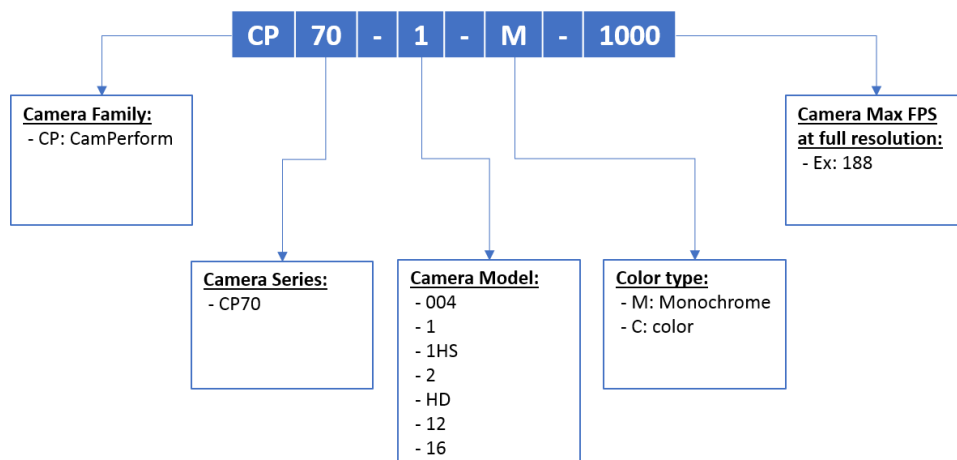 CP 70 - 1 - M - 1000
Camera Family:
- CP: CamPerform
Camera Series:
- CP70
Camera Model:
- 004
- 1
- 1HS
- 2
- HD
- 12
- 16
Color type:
- M: Monochrome
- C: color
Camera Max FPS
at full resolution:
- Ex: 188